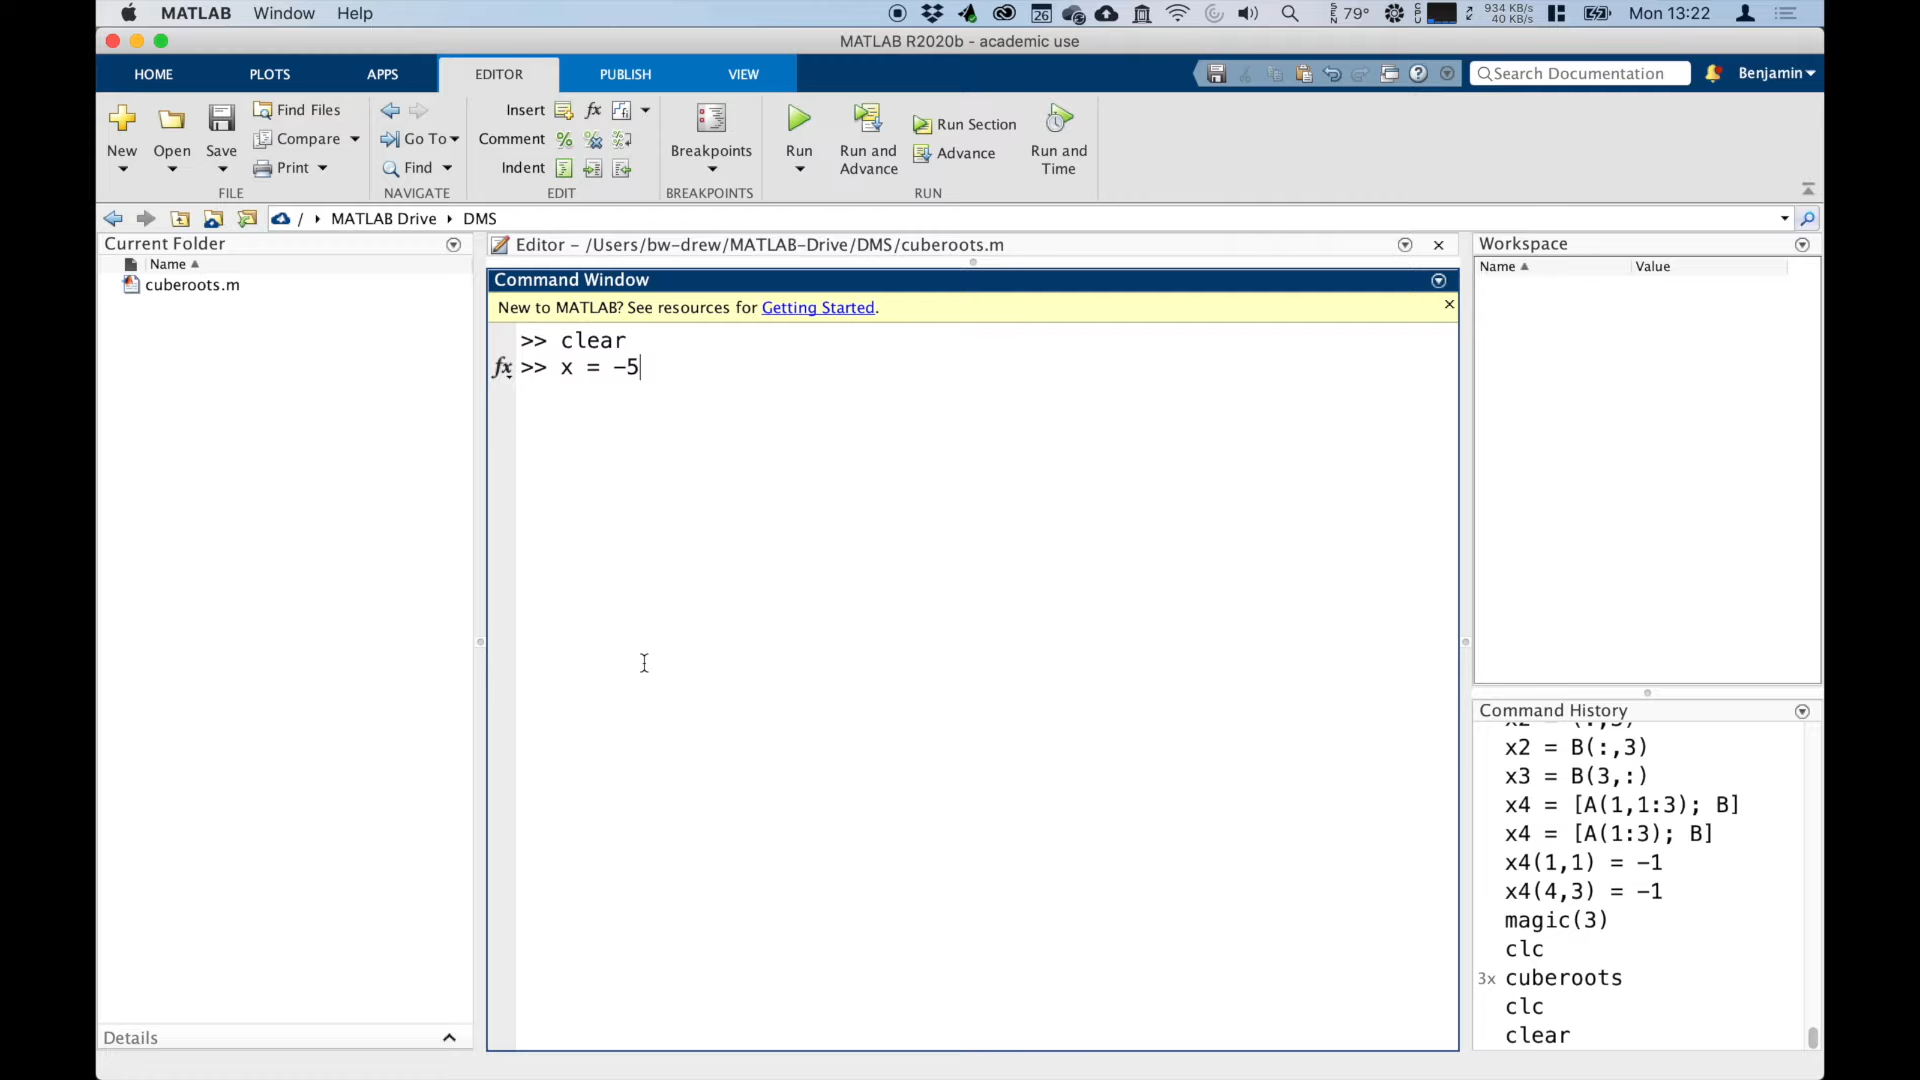 MATLAB Window Help 26 79° 934 KB/s 40 KB/s Mon 13:22
MATLAB R2020b - academic use
HOME PLOTS APPS EDITOR PUBLISH VIEW Search Documentation Benjamin
New Open Save Find Files Compare Print
FILE
Go To Find
NAVIGATE
Insert fx
Comment
Indent
EDIT
Breakpoints
BREAKPOINTS
Run Run and Advance Run Section Advance Run and Time
RUN
/ MATLAB Drive DMS
Current Folder
Name
cuberoots.m
Details
Editor - /Users/bw-drew/MATLAB-Drive/DMS/cuberoots.m
Command Window
New to MATLAB? See resources for Getting Started.
>> clear
fx >> x = -5
Workspace
Name Value
Command History
x2 = B(:,3)
x3 = B(3,:)
x4 = [A(1,1:3); B]
x4 = [A(1:3); B]
x4(1,1) = -1
x4(4,3) = -1
magic(3)
clc
3x cuberoots
clc
clear